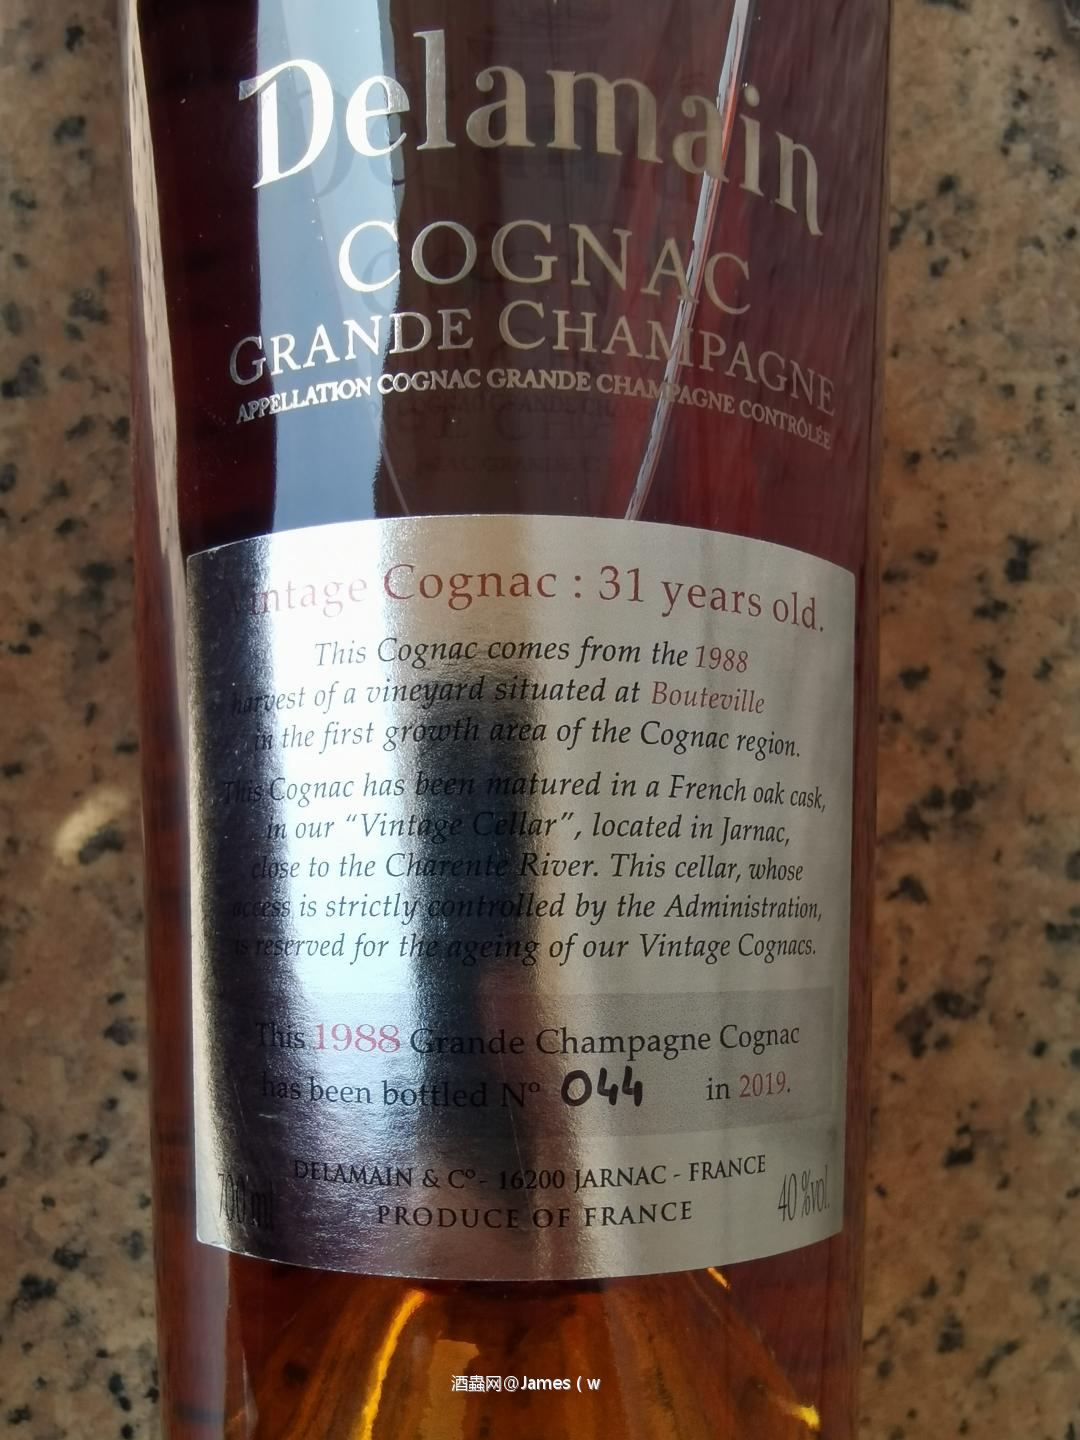 Delamain
COGNAC
GRANDE CHAMPAGNE
APPELLATION COGNAC GRANDE CHAMPAGNE CONTRÔLÉE
Vintage Cognac : 31 years old.
This Cognac comes from the 1988
harvest of a vineyard situated at Bouteville
in the first growth area of the Cognac region.
This Cognac has been matured in a French oak cask,
in our “Vintage Cellar”, located in Jarnac,
close to the Charente River. This cellar, whose
access is strictly controlled by the Administration,
is reserved for the ageing of our Vintage Cognacs.
This 1988 Grande Champagne Cognac
has been bottled Nº 044 in 2019.
DELAMAIN & Cº - 16200 JARNAC - FRANCE
700 ml PRODUCE OF FRANCE 40 %vol.
酒蟲网@James ( w